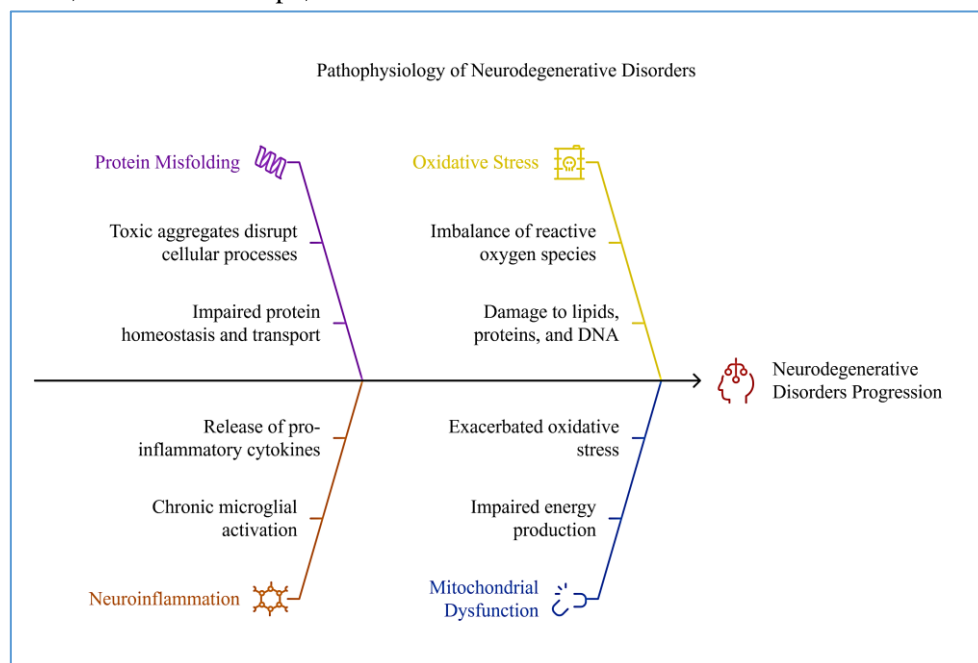 Pathophysiology of Neurodegenerative Disorders
Protein Misfolding
Toxic aggregates disrupt
cellular processes
Impaired protein
homeostasis and transport
Oxidative Stress
Imbalance of reactive
oxygen species
Damage to lipids,
proteins, and DNA
Neurodegenerative
Disorders Progression
Release of pro-
inflammatory cytokines
Chronic microglial
activation
Neuroinflammation
Exacerbated oxidative
stress
Impaired energy
production
Mitochondrial
Dysfunction